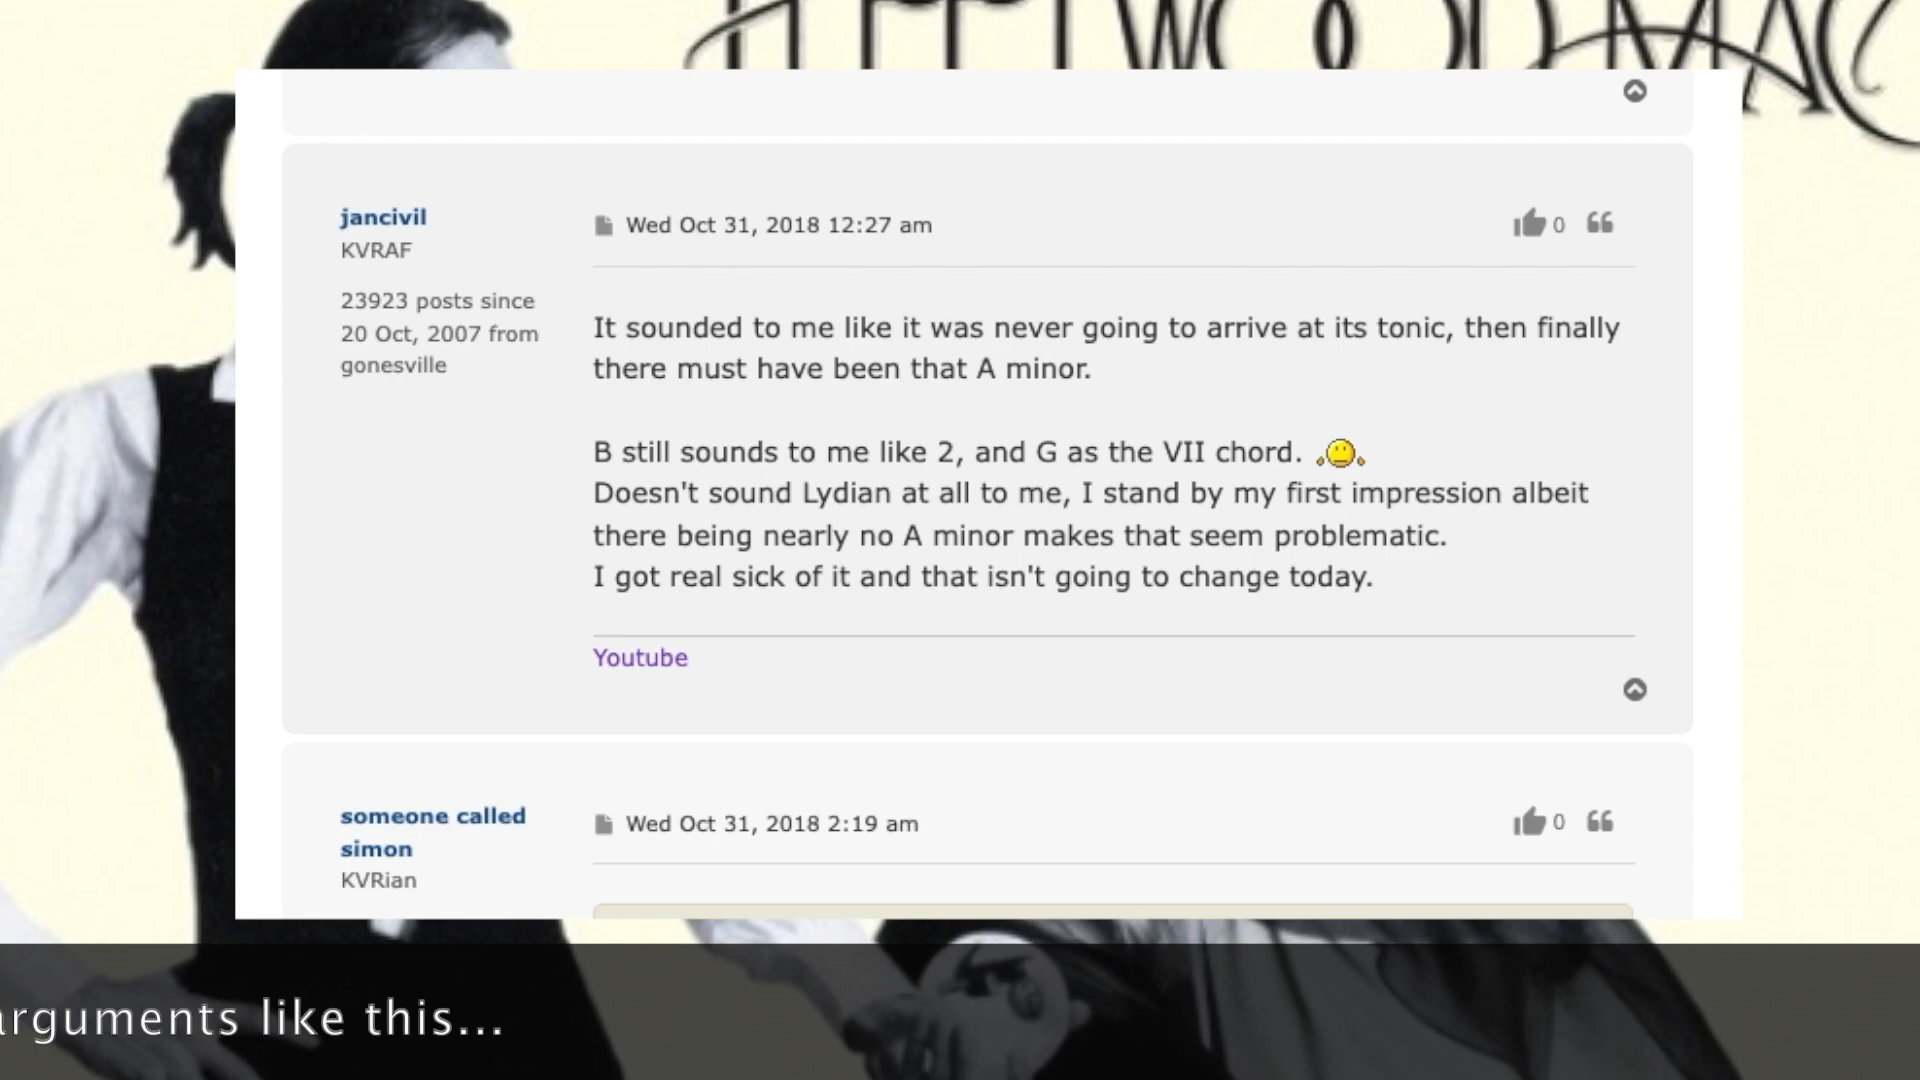 FLEETWOOD MAC
jancivil
KVRAF
23923 posts since
20 Oct, 2007 from
gonesville
Wed Oct 31, 2018 12:27 am
0
It sounded to me like it was never going to arrive at its tonic, then finally
there must have been that A minor.
B still sounds to me like 2, and G as the VII chord.
Doesn't sound Lydian at all to me, I stand by my first impression albeit
there being nearly no A minor makes that seem problematic.
I got real sick of it and that isn't going to change today.
Youtube
someone called
simon
KVRian
Wed Oct 31, 2018 2:19 am
0
arguments like this...